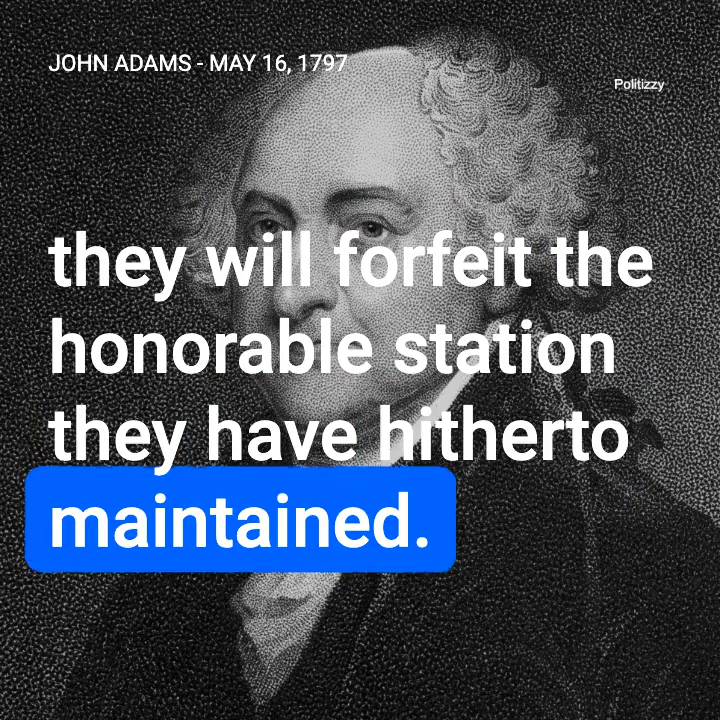 JOHN ADAMS - MAY 16, 1797
Politizzy
they will forfeit the
honorable station
they have hitherto
maintained.